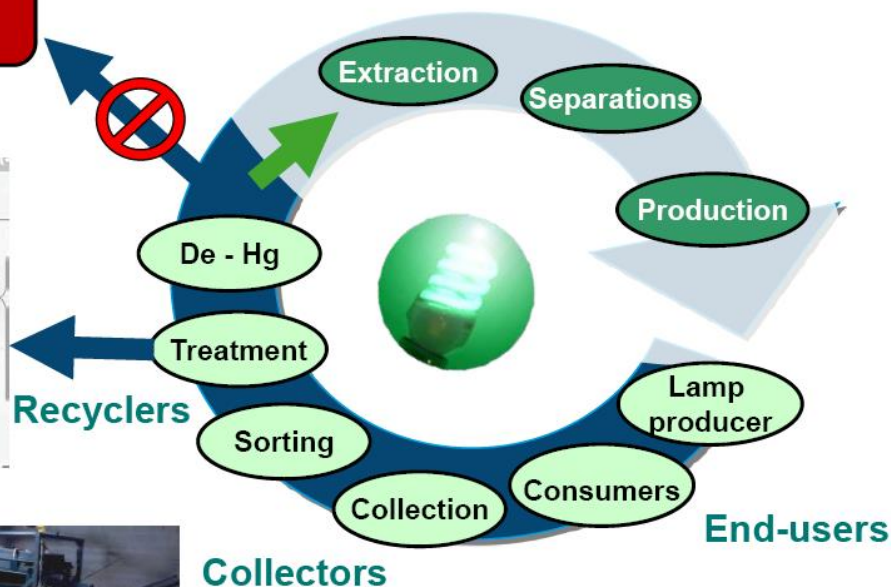 Extraction
Separations
Production
De - Hg
Treatment
Recyclers
Sorting
Collection
Consumers
Lamp
producer
End-users
Collectors